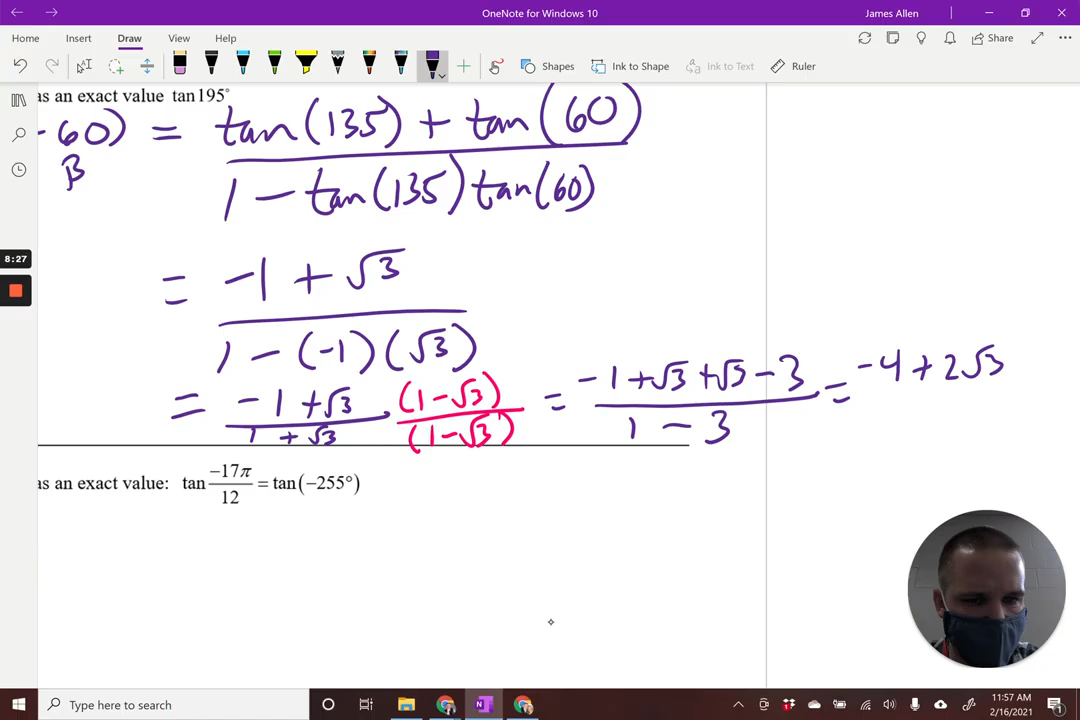 OneNote for Windows 10
James Allen
Home Insert Draw View Help Share
Shapes Ink to Shape Ink to Text Ruler
as an exact value tan195°
-60) = tan(135) + tan(60)
β
1 - tan(135)tan(60)
8:27
= -1 + √3
1 - (-1)(√3)
= -1 + √3 · (1-√3) = -1+√3+√3-3 = -4+2√3
1 + √3 (1-√3) 1 - 3
as an exact value: tan -17π/12 = tan(-255°)
Type here to search
11:57 AM
2/16/2021
1